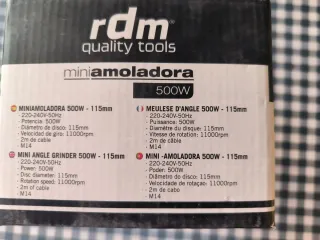 rdm®
quality tools
miniamoladora
500W
MINIAMOLADORA 500W - 115mm
- 220-240V-50Hz
- Potencia: 500W
- Diámetro de disco: 115mm
- Velocidad de giro: 11000rpm
- 2m de cable
- M14
MEULESE D'ANGLE 500W - 115mm
- 220-240V-50Hz
- Puissance: 500W
- Diamètre du disque: 115mm
- Vitesse de rotation: 11000rpm
- 2m de câble
- M14
MINI ANGLE GRINDER 500W - 115mm
- 220-240V-50Hz
- Power: 500W
- Disc diameter: 115mm
- Rotation speed: 11000rpm
- 2m of cable
- M14
MINI -AMOLADORA 500W - 115mm
- 220-240V-50Hz
- Poder: 500W
- Diâmetro de disco: 115mm
- Velocidade de rotaçao: 11000rpm
- 2m de cabo
- M14